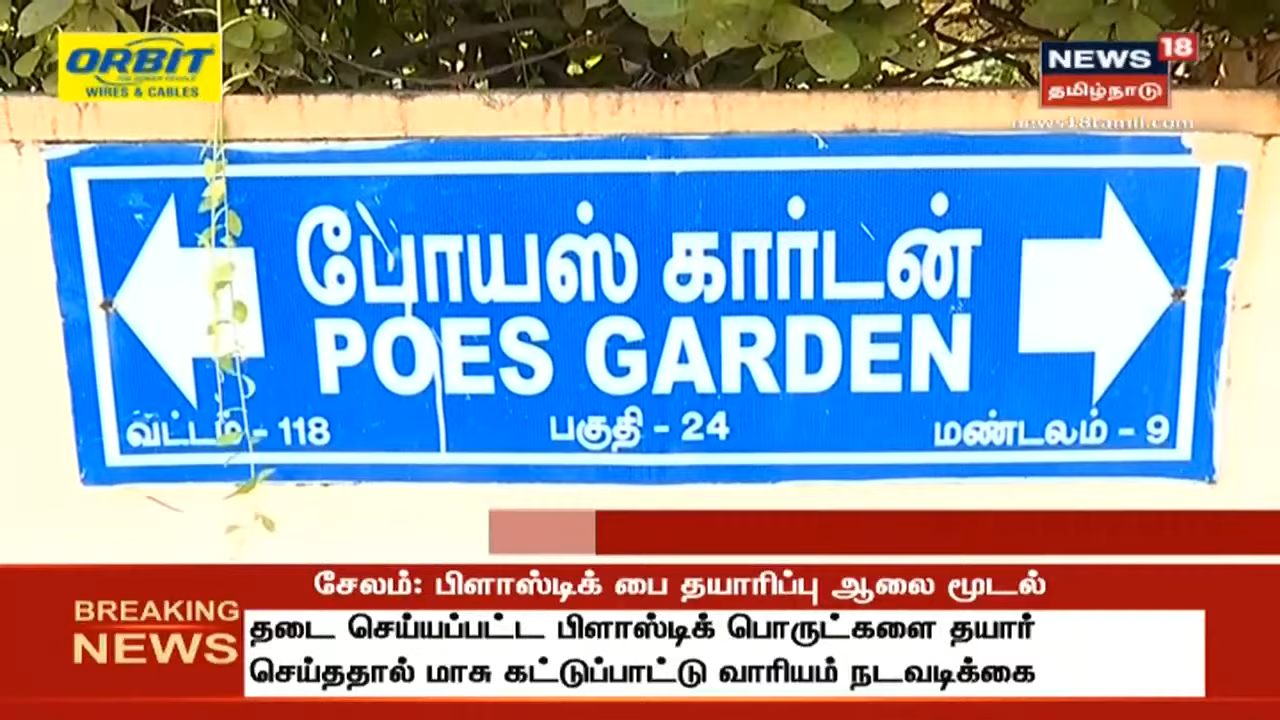 ORBIT
WIRES & CABLES
NEWS 18
தமிழ்நாடு
news18tamil.com
போயஸ் கார்டன்
POES GARDEN
வட்டம் - 118 பகுதி - 24 மண்டலம் - 9
சேலம்: பிளாஸ்டிக் பை தயாரிப்பு ஆலை மூடல்
BREAKING NEWS
தடை செய்யப்பட்ட பிளாஸ்டிக் பொருட்களை தயார்
செய்ததால் மாசு கட்டுப்பாட்டு வாரியம் நடவடிக்கை